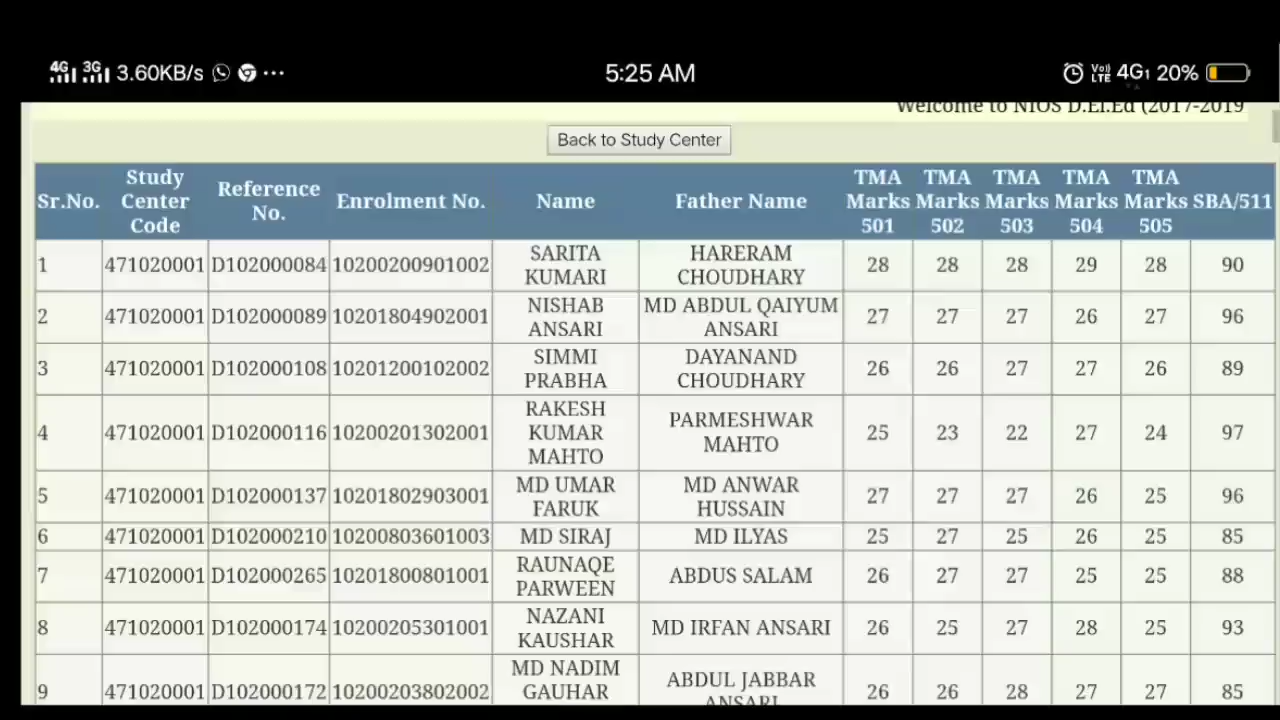 4G 3G 3.60KB/s 5:25 AM VoLTE 4G1 20%
Welcome to NIOS D.El.Ed (2017-2019
Back to Study Center
Sr.No. Study Center Code Reference No. Enrolment No. Name Father Name TMA Marks 501 TMA Marks 502 TMA Marks 503 TMA Marks 504 TMA Marks 505 SBA/511
1 471020001 D102000084 10200200901002 SARITA KUMARI HARERAM CHOUDHARY 28 28 28 29 28 90
2 471020001 D102000089 10201804902001 NISHAB ANSARI MD ABDUL QAIYUM ANSARI 27 27 27 26 27 96
3 471020001 D102000108 10201200102002 SIMMI PRABHA DAYANAND CHOUDHARY 26 26 27 27 26 89
4 471020001 D102000116 10200201302001 RAKESH KUMAR MAHTO PARMESHWAR MAHTO 25 23 22 27 24 97
5 471020001 D102000137 10201802903001 MD UMAR FARUK MD ANWAR HUSSAIN 27 27 27 26 25 96
6 471020001 D102000210 10200803601003 MD SIRAJ MD ILYAS 25 27 25 26 25 85
7 471020001 D102000265 10201800801001 RAUNAQE PARWEEN ABDUS SALAM 26 27 27 25 25 88
8 471020001 D102000174 10200205301001 NAZANI KAUSHAR MD IRFAN ANSARI 26 25 27 28 25 93
9 471020001 D102000172 10200203802002 MD NADIM GAUHAR ABDUL JABBAR ANSARI 26 26 28 27 27 85